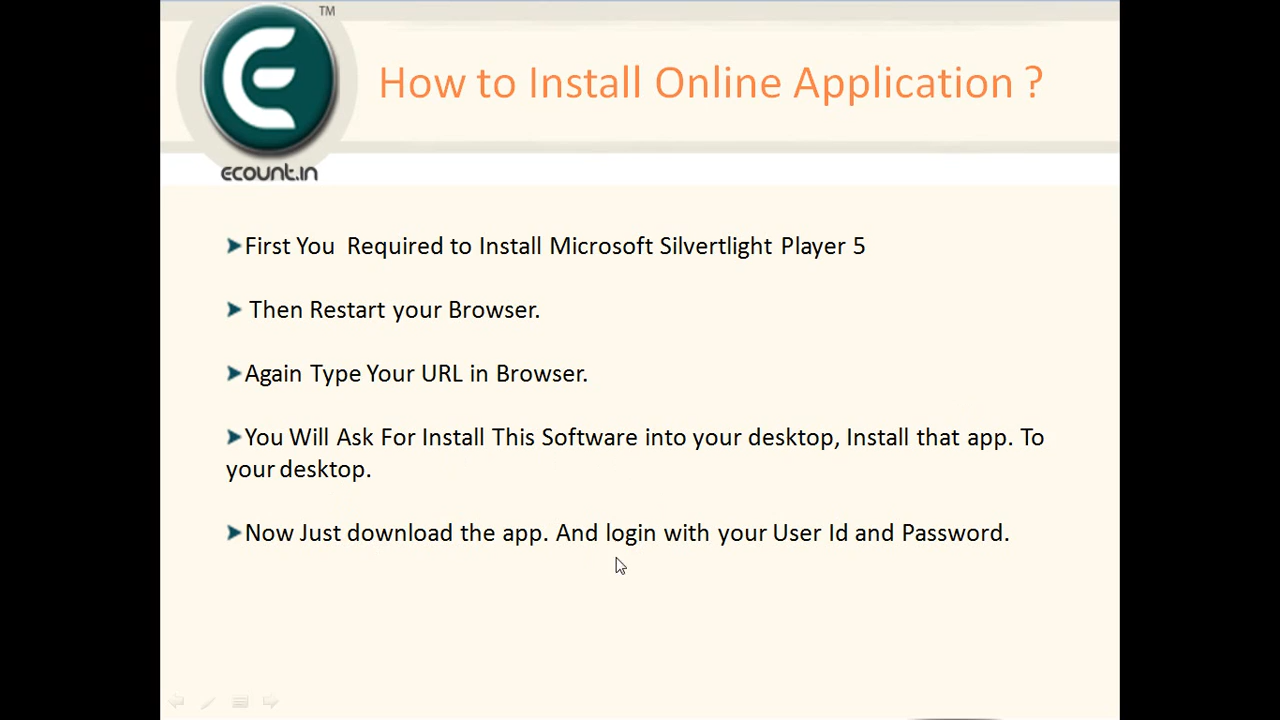 TM
How to Install Online Application ?
ecount.in
➤First You  Required to Install Microsoft Silvertlight Player 5
➤ Then Restart your Browser.
➤Again Type Your URL in Browser.
➤You Will Ask For Install This Software into your desktop, Install that app. To
your desktop.
➤Now Just download the app. And login with your User Id and Password.